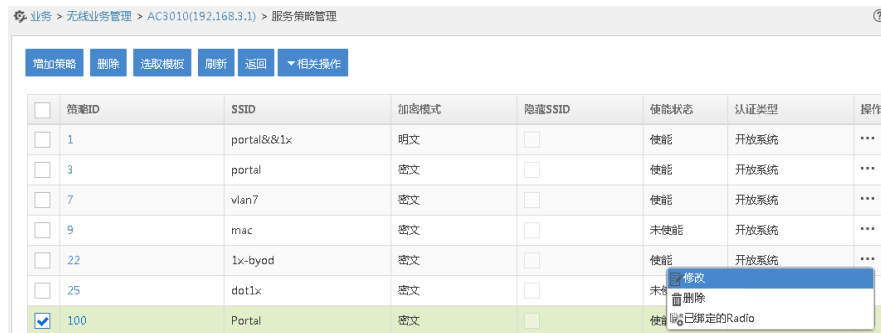 业务 > 无线业务管理 > AC3010(192.168.3.1) > 服务策略管理
增加策略 删除 选取模板 刷新 返回 ▼相关操作
策略ID SSID 加密模式 隐藏SSID 使能状态 认证类型 操作
1 portal&&1x 明文 使能 开放系统 •••
3 portal 密文 使能 开放系统 •••
7 vlan7 密文 使能 开放系统 •••
9 mac 密文 未使能 开放系统 •••
22 1x-byod 密文 使能 开放系统 •••
修改
25 dot1x 密文 未使
删除
100 Portal 密文 使能
已绑定的Radio